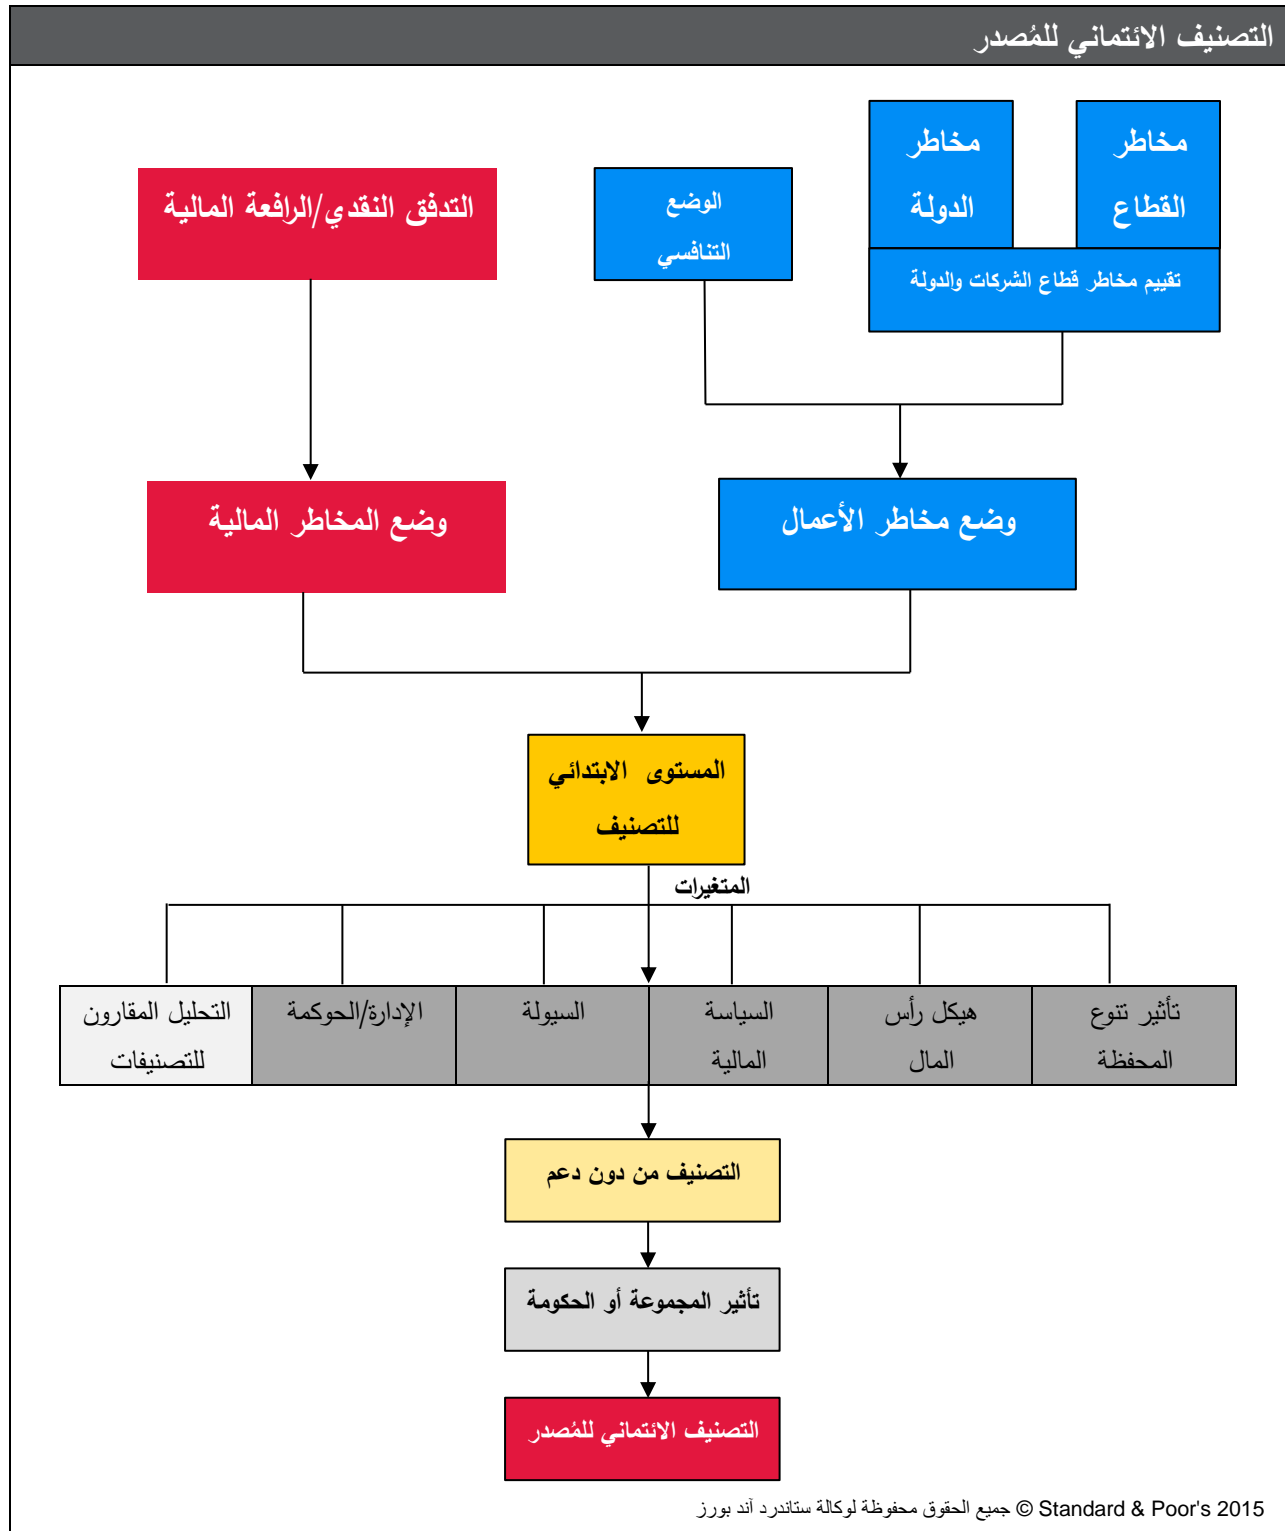 التصنيف الائتماني للمُصدر
مخاطر
القطاع
مخاطر
الدولة
تقييم مخاطر قطاع الشركات والدولة
الوضع
التنافسي
التدفق النقدي/الرافعة المالية
وضع مخاطر الأعمال
وضع المخاطر المالية
المستوى الابتدائي
للتصنيف
المتغيرات
تأثير تنوع
المحفظة
هيكل رأس
المال
السياسة
المالية
السيولة
الإدارة/الحوكمة
التحليل المقارون
للتصنيفات
التصنيف من دون دعم
تأثير المجموعة أو الحكومة
التصنيف الائتماني للمُصدر
جميع الحقوق محفوظة لوكالة ستاندرد آند بورز © Standard & Poor's 2015